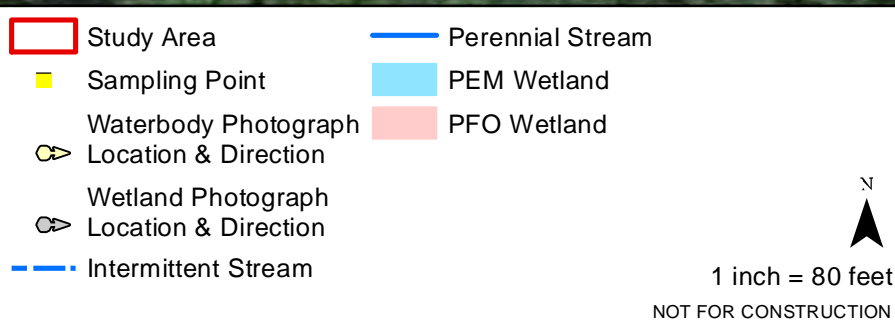 Study Area
Sampling Point
Waterbody Photograph
Location & Direction
Wetland Photograph
Location & Direction
Intermittent Stream
Perennial Stream
PEM Wetland
PFO Wetland
N
1 inch = 80 feet
NOT FOR CONSTRUCTION